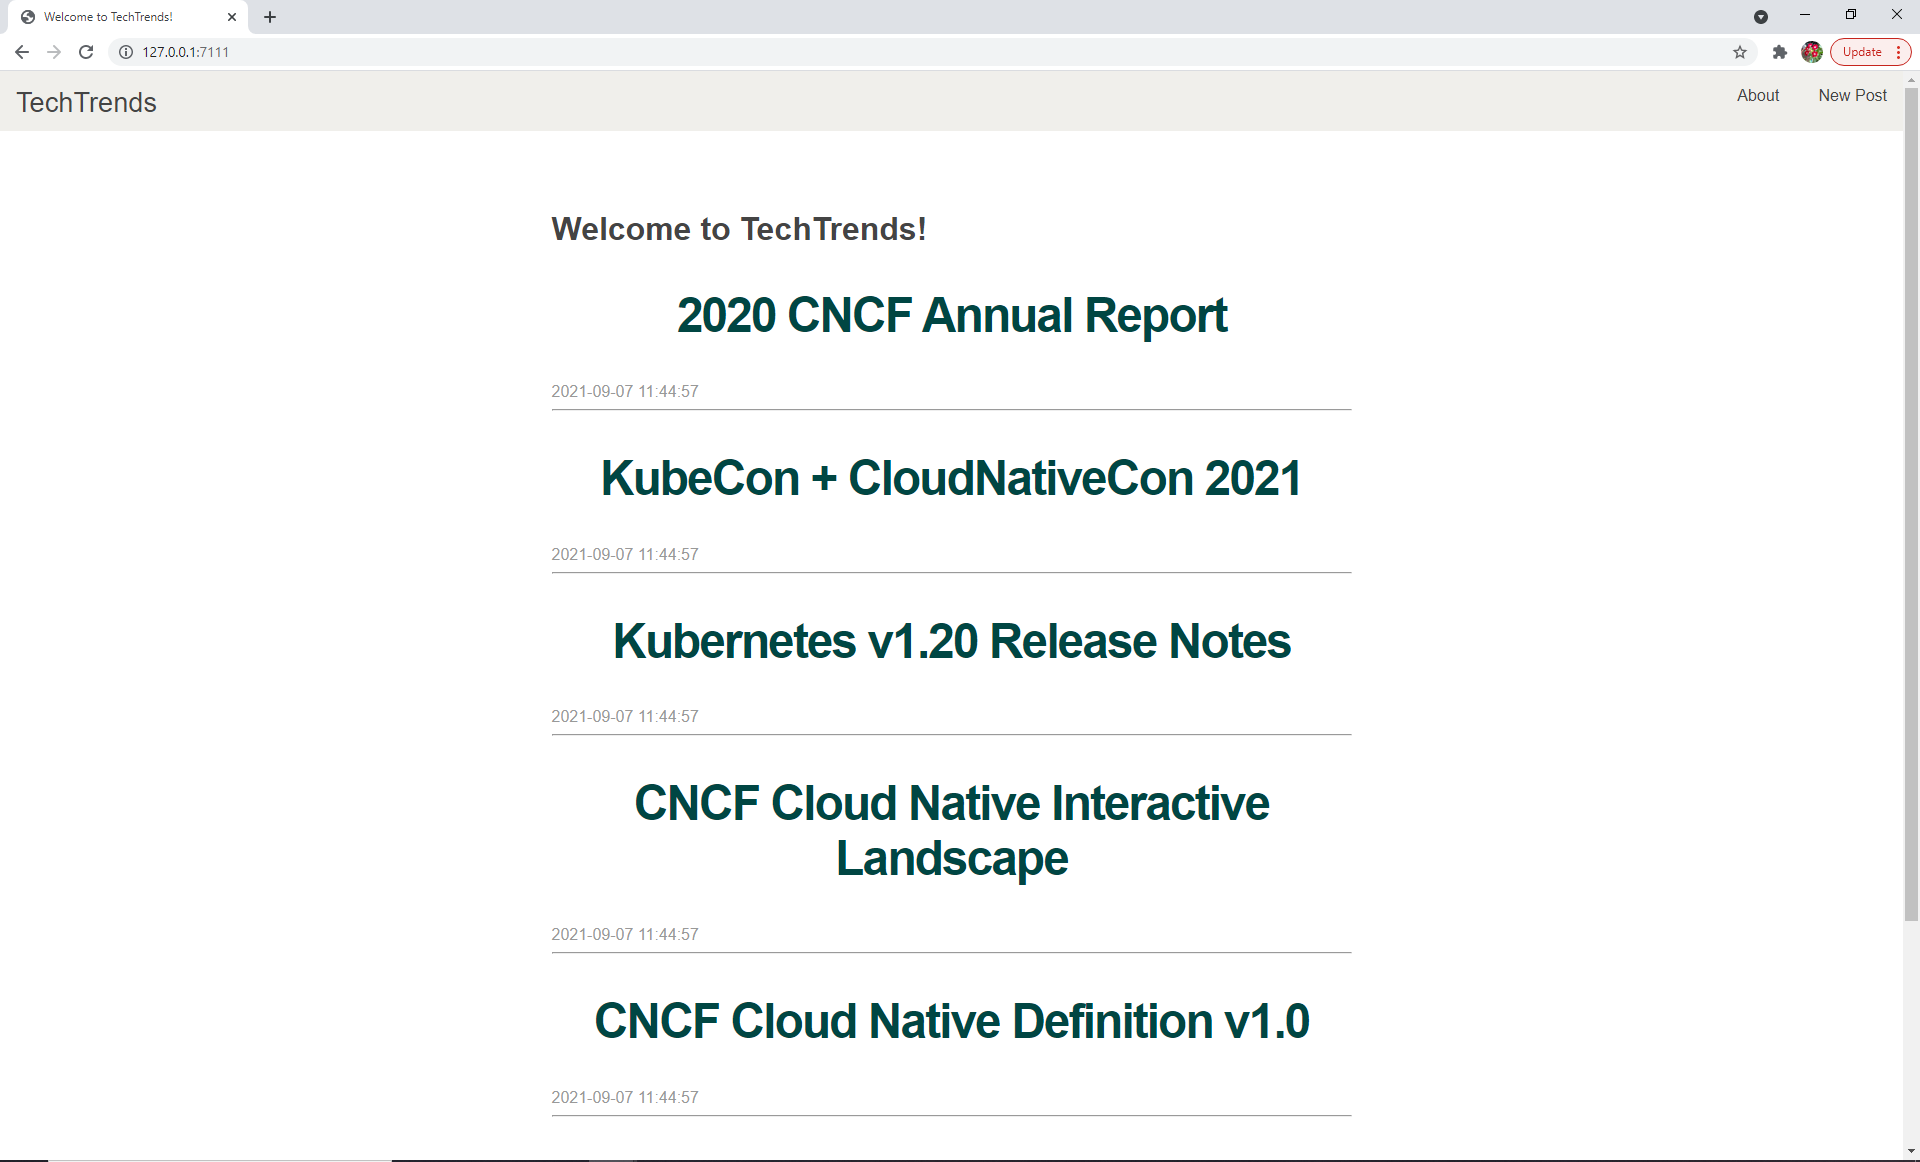 Welcome to TechTrends!
127.0.0.1:7111
Update
TechTrends
About
New Post
Welcome to TechTrends!
2020 CNCF Annual Report
2021-09-07 11:44:57
KubeCon + CloudNativeCon 2021
2021-09-07 11:44:57
Kubernetes v1.20 Release Notes
2021-09-07 11:44:57
CNCF Cloud Native Interactive
Landscape
2021-09-07 11:44:57
CNCF Cloud Native Definition v1.0
2021-09-07 11:44:57